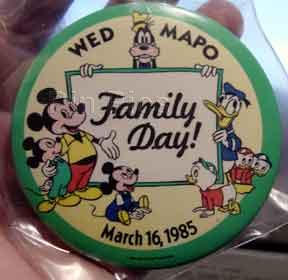 WED MAPO
Family
Day!
March 16, 1985